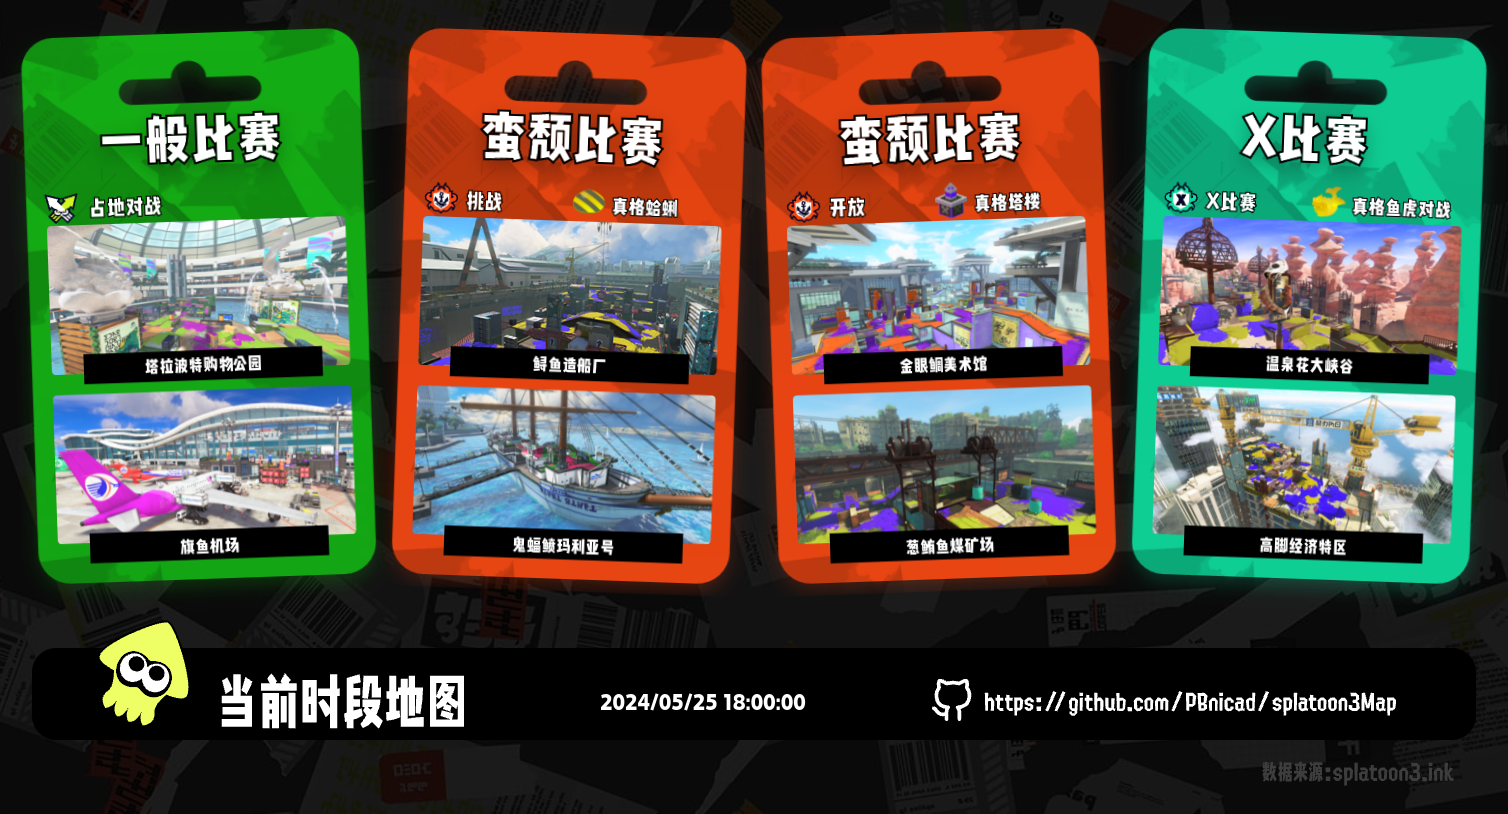 一般比赛
占地对战
塔拉波特购物公园
旗鱼机场
蛮颓比赛
挑战
真格蛤蜊
鲟鱼造船厂
鬼蝠鲼玛利亚号
蛮颓比赛
开放
真格塔楼
金眼鲷美术馆
葱鲔鱼煤矿场
X比赛
X比赛
真格鱼虎对战
温泉花大峡谷
高脚经济特区
当前时段地图
2024/05/25 18:00:00
https://github.com/PBnicad/splatoon3Map
数据来源:splatoon3.ink